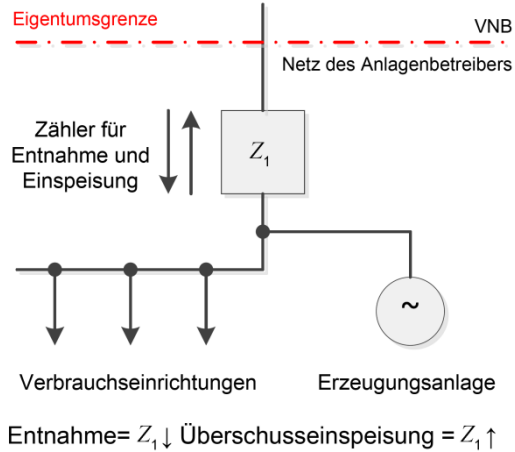 Eigentumsgrenze
VNB
Netz des Anlagenbetreibers
Zähler für
Entnahme und
Einspeisung
Z₁
~
Verbrauchseinrichtungen
Erzeugungsanlage
Entnahme= Z₁↓ Überschusseinspeisung = Z₁↑